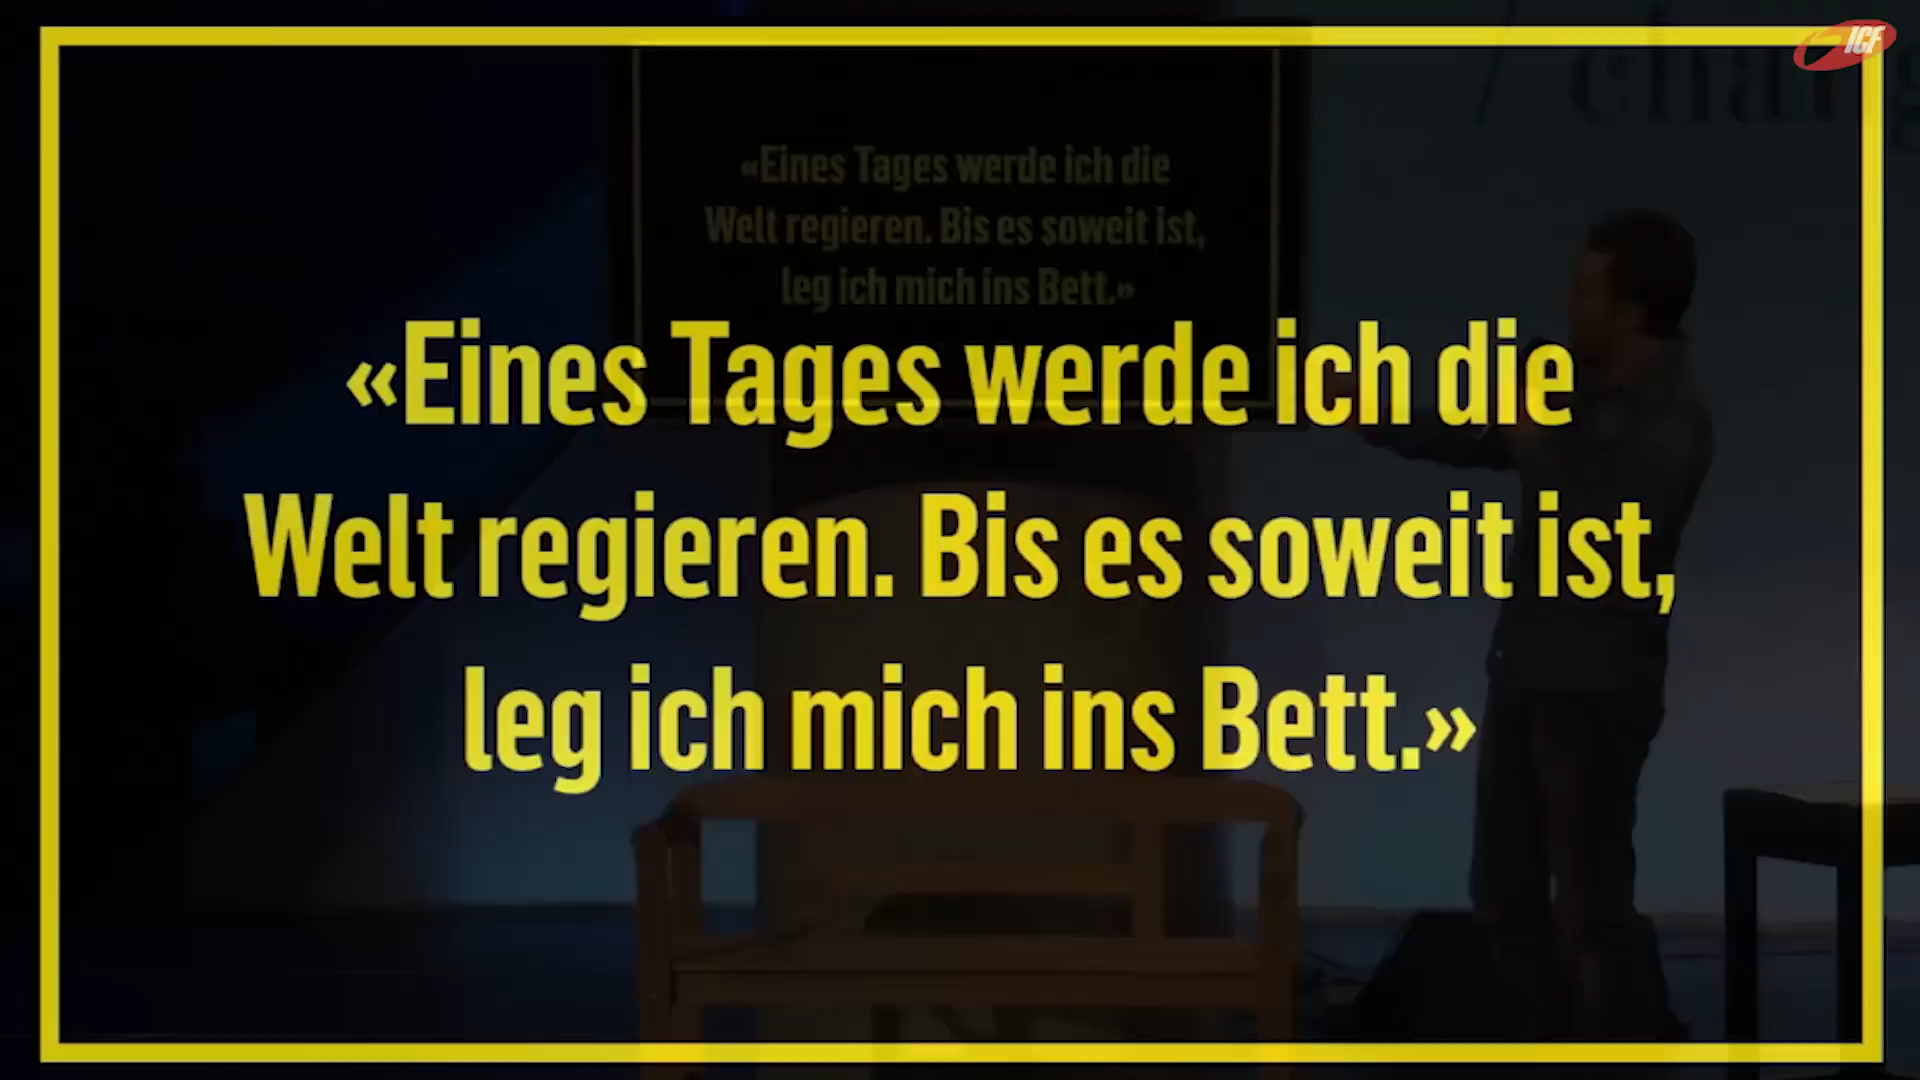 ICF
chang
«Eines Tages werde ich die
Welt regieren. Bis es soweit ist,
leg ich mich ins Bett.»
«Eines Tages werde ich die
Welt regieren. Bis es soweit ist,
leg ich mich ins Bett.»